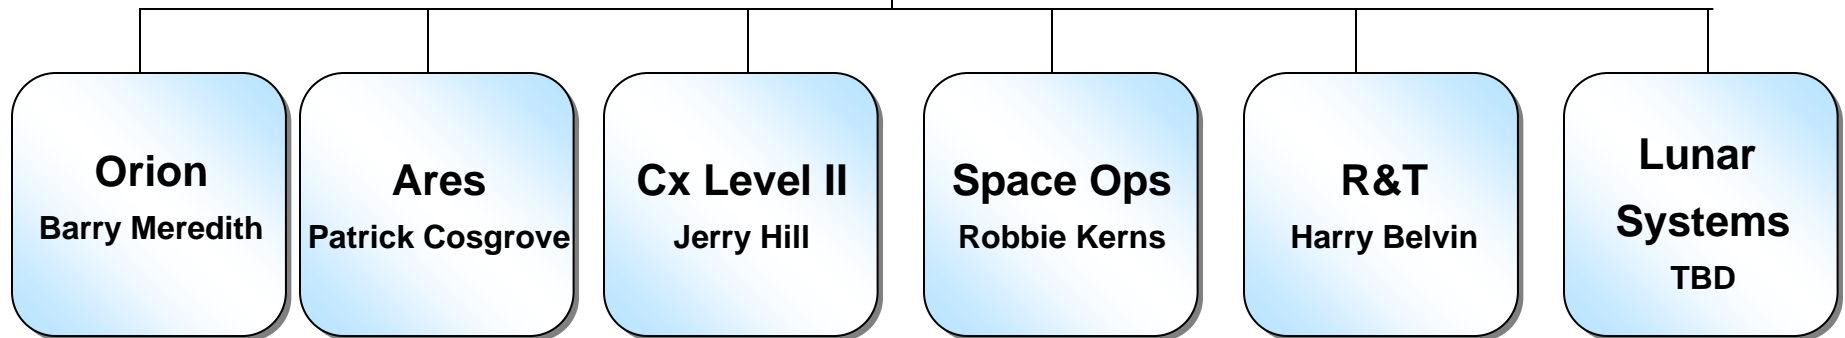 Orion
Barry Meredith
Ares
Patrick Cosgrove
Cx Level II
Jerry Hill
Space Ops
Robbie Kerns
R&T
Harry Belvin
Lunar
Systems
TBD